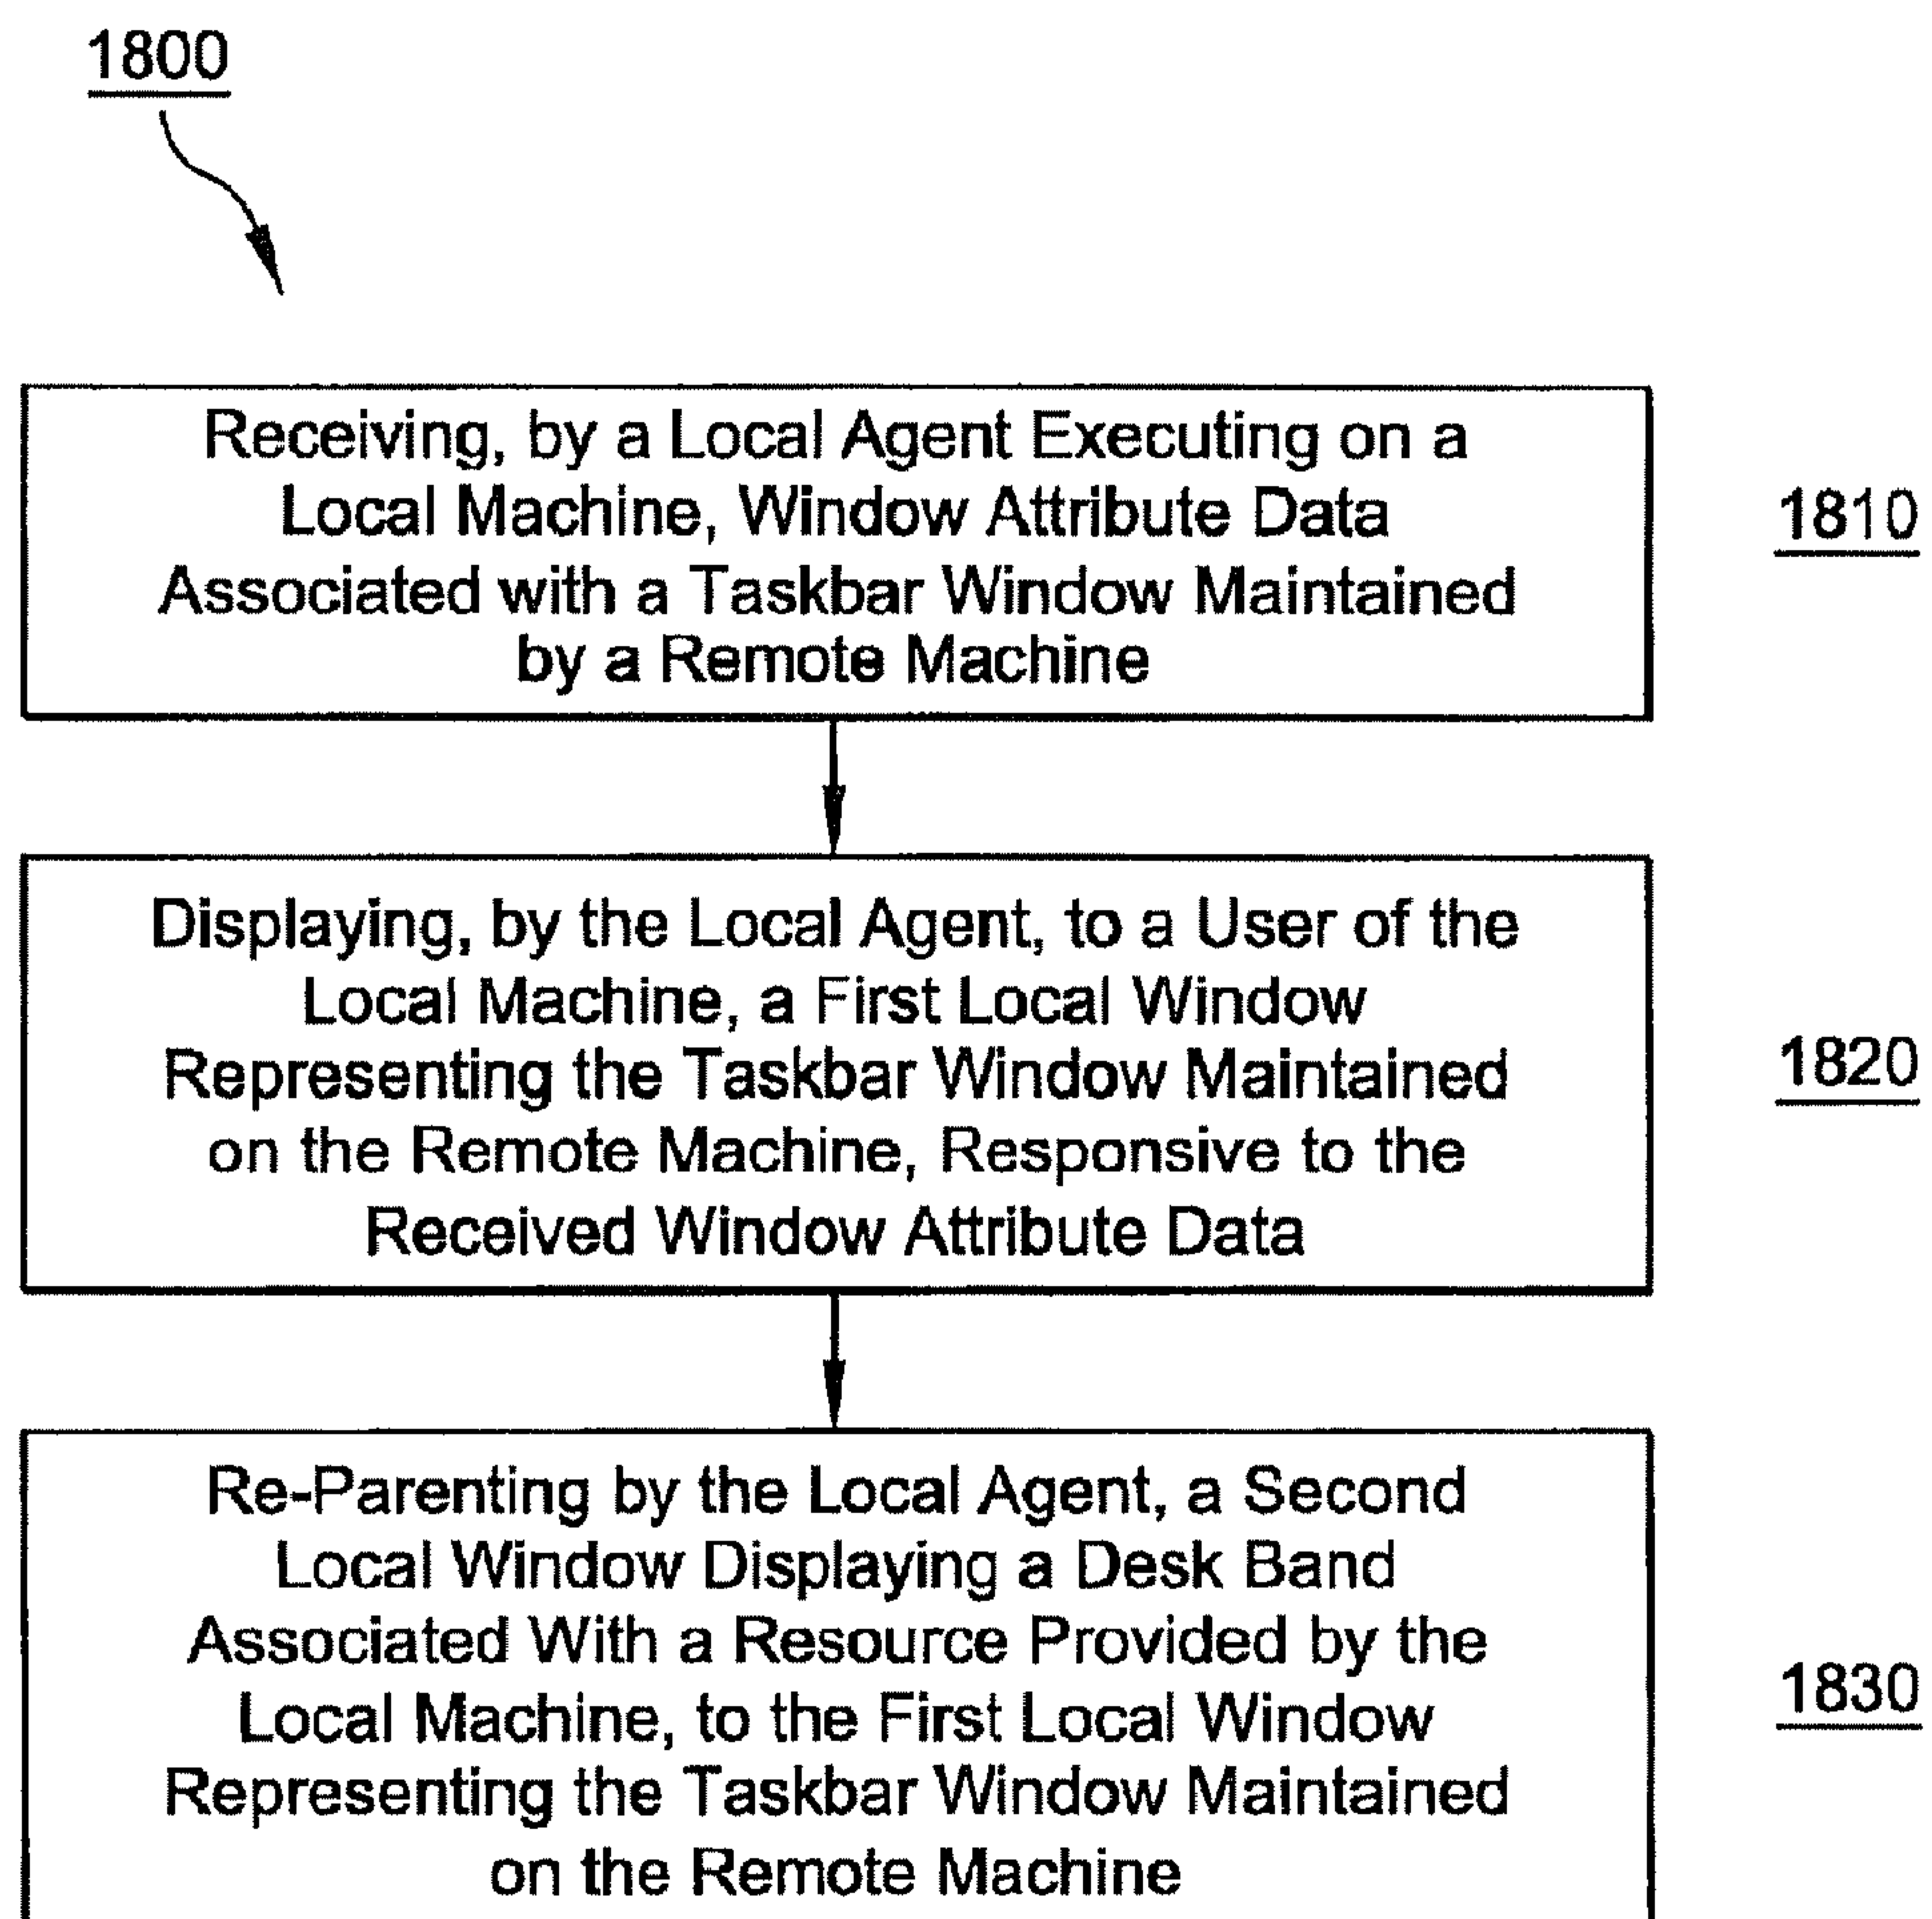 1800
Receiving, by a Local Agent Executing on a
Local Machine, Window Attribute Data
Associated with a Taskbar Window Maintained
by a Remote Machine
1810
Displaying, by the Local Agent, to a User of the
Local Machine, a First Local Window
Representing the Taskbar Window Maintained
on the Remote Machine, Responsive to the
Received Window Attribute Data
1820
Re-Parenting by the Local Agent, a Second
Local Window Displaying a Desk Band
Associated With a Resource Provided by the
Local Machine, to the First Local Window
Representing the Taskbar Window Maintained
on the Remote Machine
1830